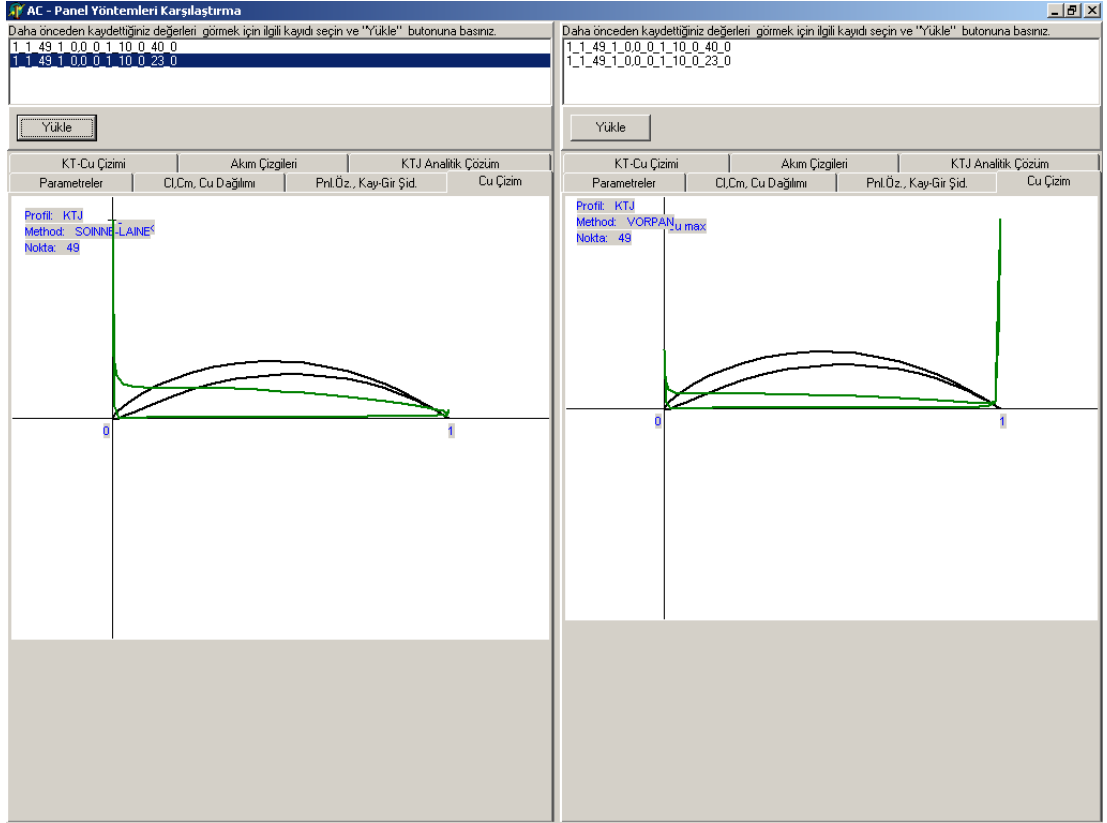 AC - Panel Yöntemleri Karşılaştırma
Daha önceden kaydettiğiniz değerleri görmek için ilgili kayıdı seçin ve "Yükle" butonuna basınız.
1_1_49_1_0,0_0_1_10_0_40_0
1_1_49_1_0,0_0_1_10_0_23_0
Yükle
KT-Cu Çizimi Akım Çizgileri KTJ Analitik Çözüm
Parametreler Cl,Cm, Cu Dağılımı Pnl.Öz., Kay-Gir Şid. Cu Çizim
Profil: KTJ
Method: SOINNE-LAINE
Nokta: 49
0 1
Daha önceden kaydettiğiniz değerleri görmek için ilgili kayıdı seçin ve "Yükle" butonuna basınız.
1_1_49_1_0,0_0_1_10_0_40_0
1_1_49_1_0,0_0_1_10_0_23_0
Yükle
KT-Cu Çizimi Akım Çizgileri KTJ Analitik Çözüm
Parametreler Cl,Cm, Cu Dağılımı Pnl.Öz., Kay-Gir Şid. Cu Çizim
Profil: KTJ
Method: VORPAN
u max
Nokta: 49
0 1